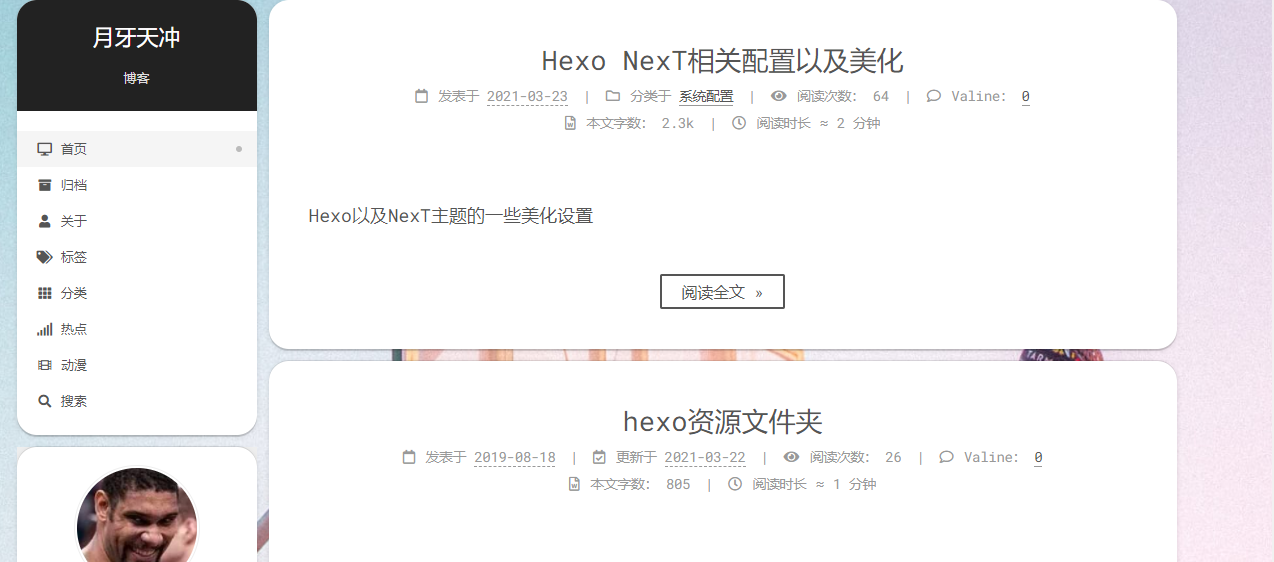 月牙天冲
博客
首页
归档
关于
标签
分类
热点
动漫
搜索
Hexo NexT相关配置以及美化
发表于 2021-03-23 | 分类于 系统配置 | 阅读次数: 64 | Valine: 0
本文字数: 2.3k | 阅读时长 ≈ 2 分钟
Hexo以及NexT主题的一些美化设置
阅读全文 »
hexo资源文件夹
发表于 2019-08-18 | 更新于 2021-03-22 | 阅读次数: 26 | Valine: 0
本文字数: 805 | 阅读时长 ≈ 1 分钟